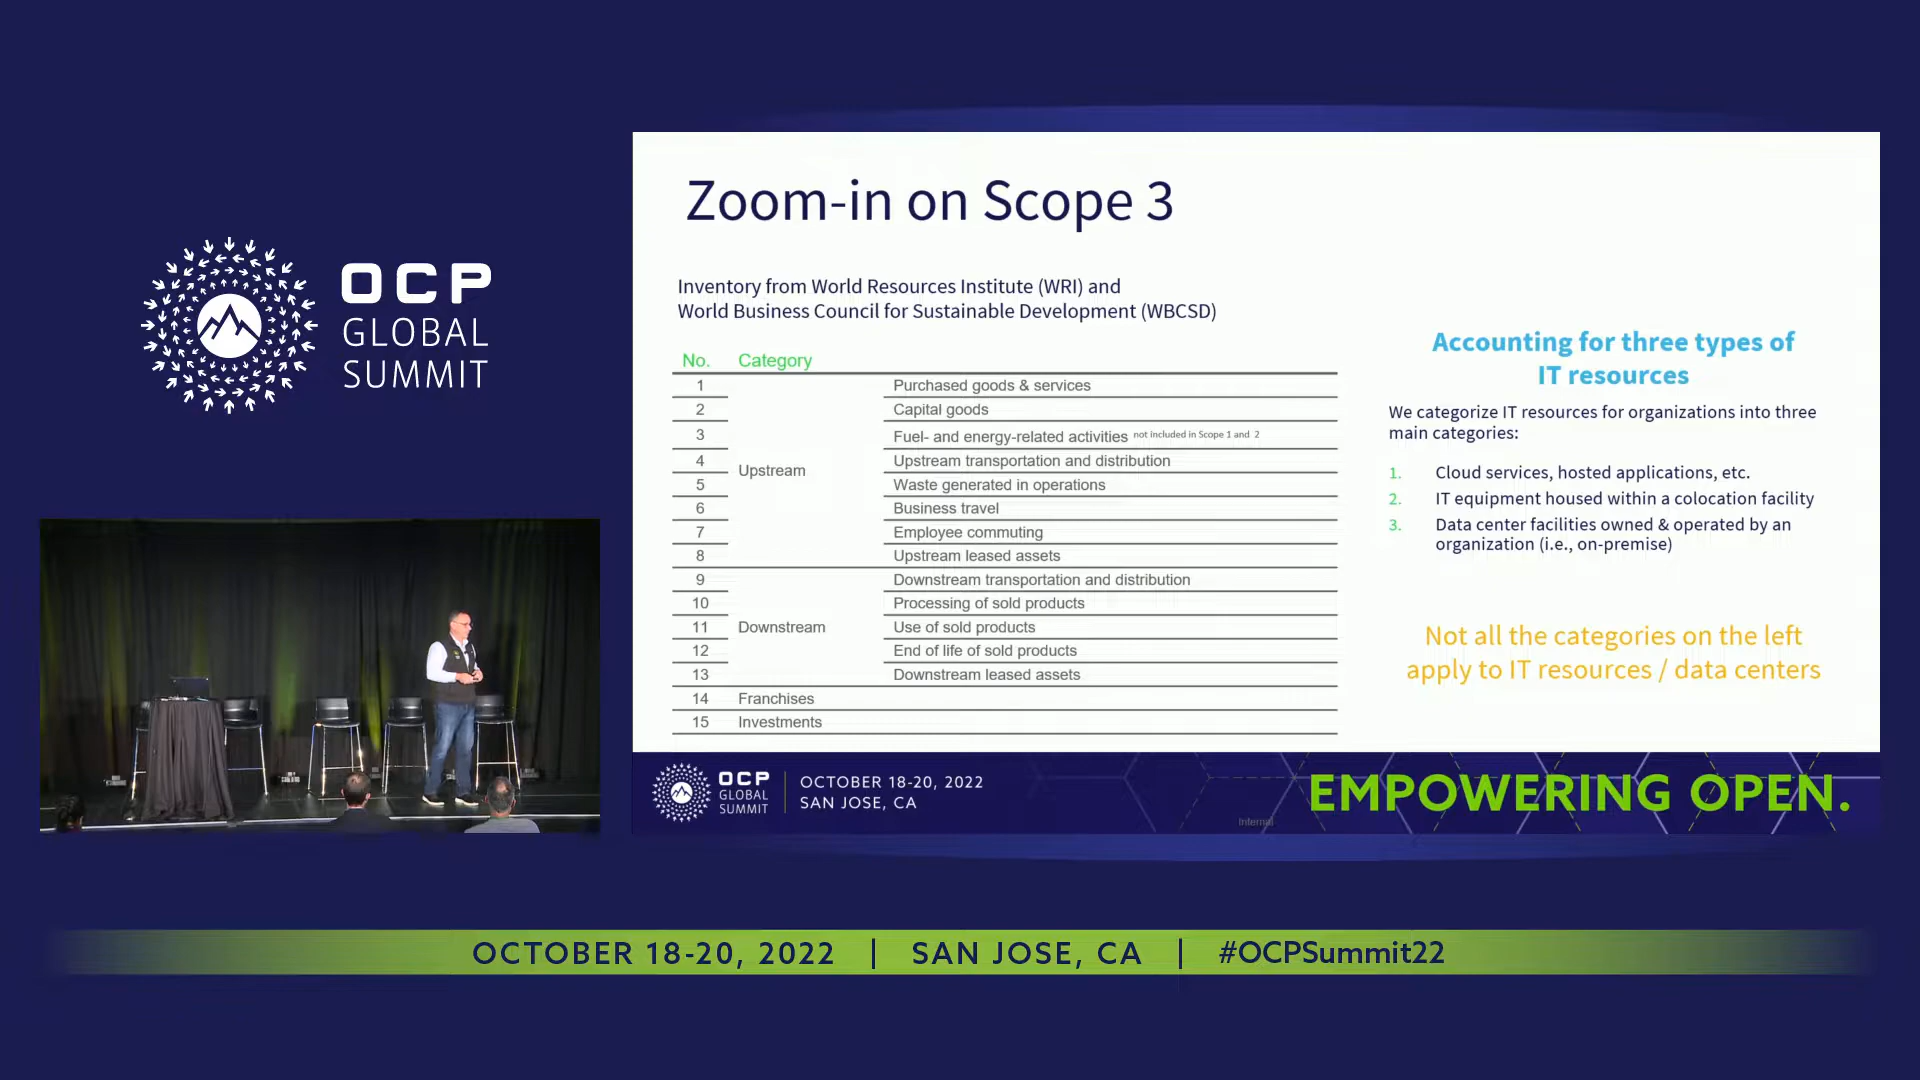 OCP
GLOBAL
SUMMIT
Zoom-in on Scope 3
Inventory from World Resources Institute (WRI) and
World Business Council for Sustainable Development (WBCSD)
No. Category
1 Purchased goods & services
2 Capital goods
3 Fuel- and energy-related activities not included in Scope 1 and 2
4 Upstream transportation and distribution
Upstream
5 Waste generated in operations
6 Business travel
7 Employee commuting
8 Upstream leased assets
9 Downstream transportation and distribution
10 Processing of sold products
11 Downstream Use of sold products
12 End of life of sold products
13 Downstream leased assets
14 Franchises
15 Investments
Accounting for three types of
IT resources
We categorize IT resources for organizations into three
main categories:
1. Cloud services, hosted applications, etc.
2. IT equipment housed within a colocation facility
3. Data center facilities owned & operated by an
organization (i.e., on-premise)
Not all the categories on the left
apply to IT resources / data centers
OCP
GLOBAL
SUMMIT
OCTOBER 18-20, 2022
SAN JOSE, CA
Internal
EMPOWERING OPEN.
OCTOBER 18-20, 2022 | SAN JOSE, CA | #OCPSummit22